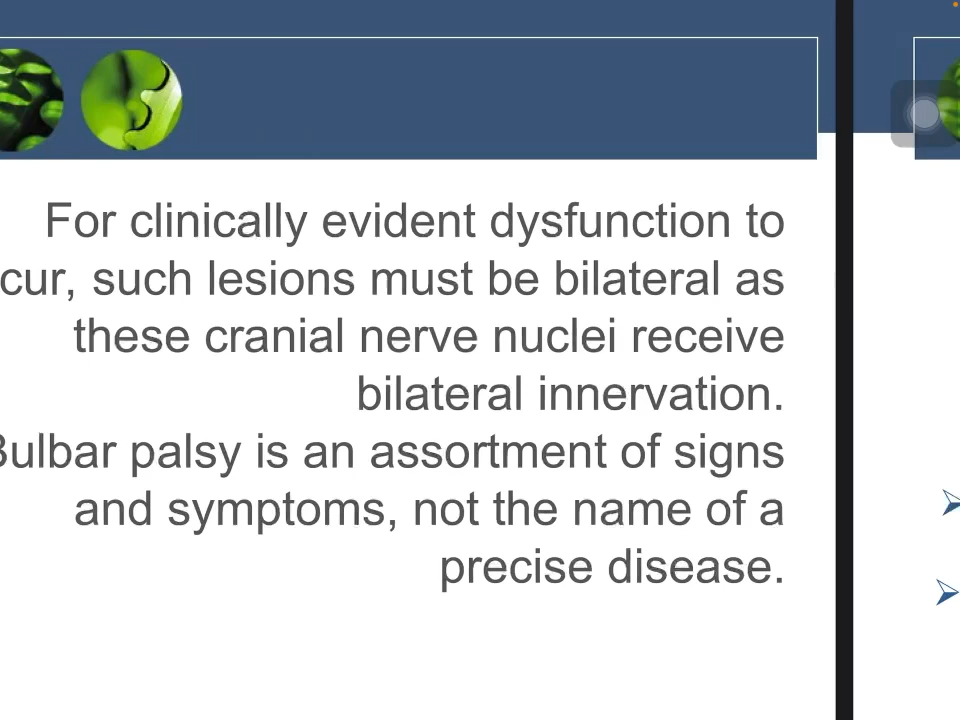 For clinically evident dysfunction to
cur, such lesions must be bilateral as
these cranial nerve nuclei receive
bilateral innervation.
Bulbar palsy is an assortment of signs
and symptoms, not the name of a
precise disease.